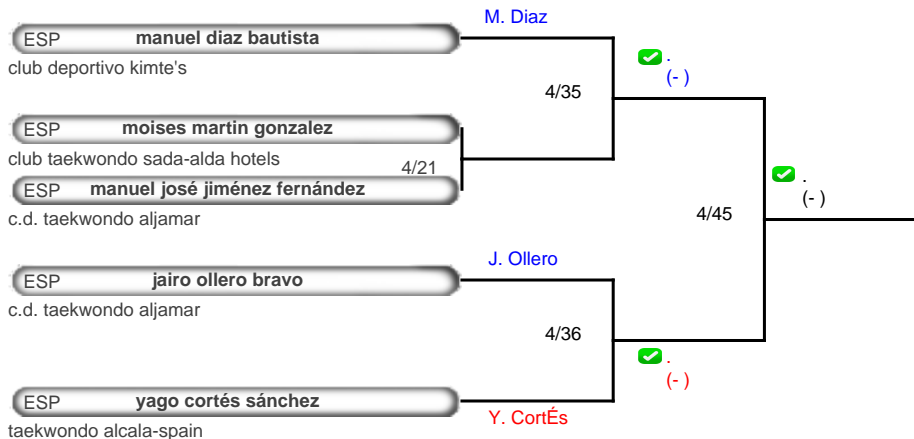 M. Diaz
ESP manuel diaz bautista
club deportivo kimte's
.
(- )
4/35
ESP moises martin gonzalez
club taekwondo sada-alda hotels
4/21
ESP manuel josé jiménez fernández
c.d. taekwondo aljamar
.
(- )
4/45
J. Ollero
ESP jairo ollero bravo
c.d. taekwondo aljamar
4/36
.
(- )
ESP yago cortés sánchez
Y. CortÉs
taekwondo alcala-spain